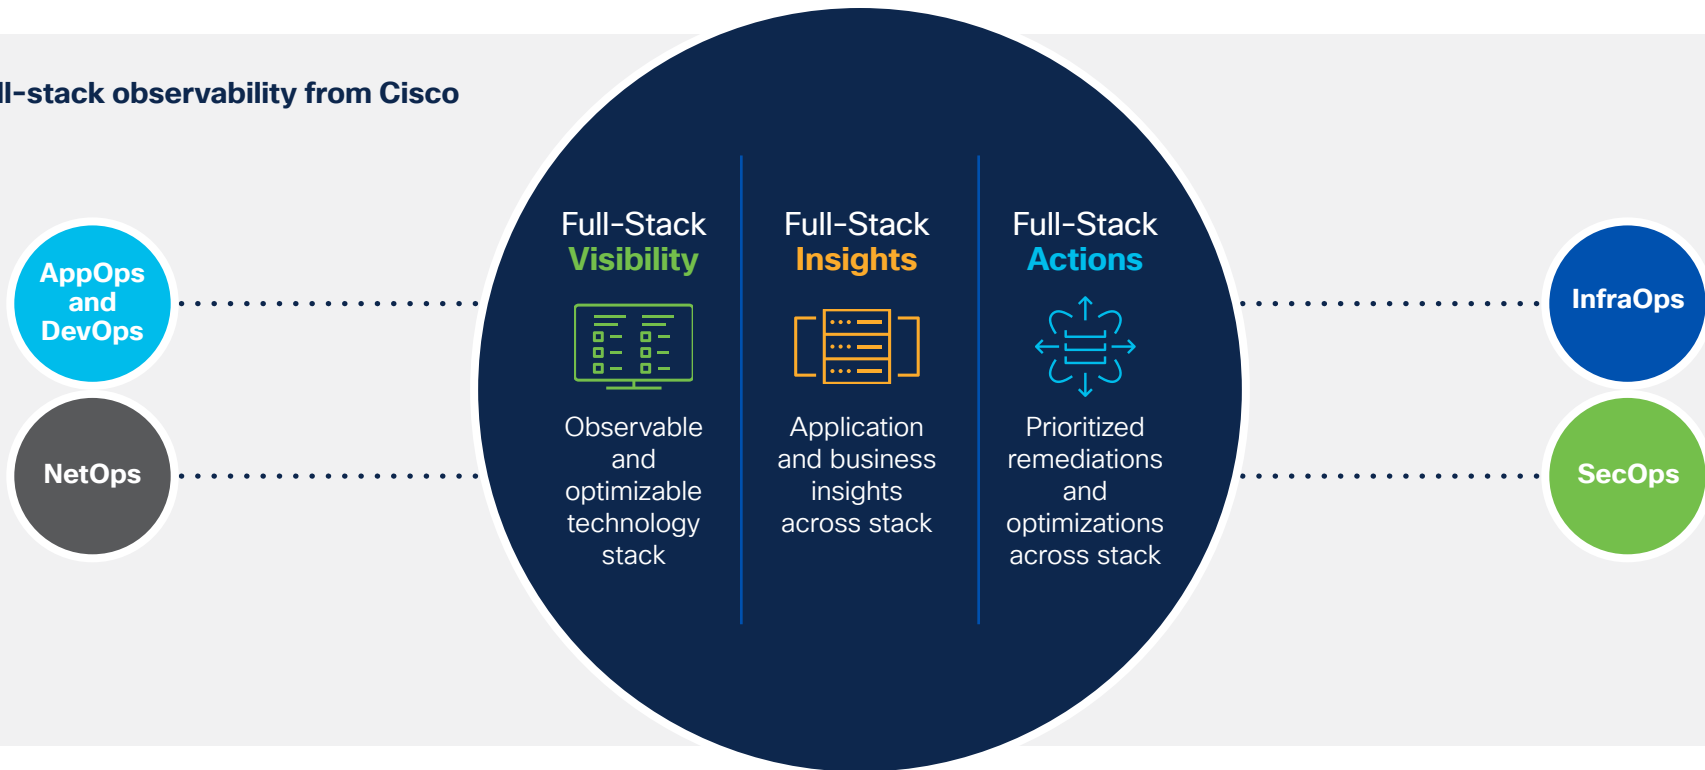 ll-stack observability from Cisco
AppOps
and
DevOps
NetOps
Full-Stack
Visibility
Observable
and
optimizable
technology
stack
Full-Stack
Insights
Application
and business
insights
across stack
Full-Stack
Actions
Prioritized
remediations
and
optimizations
across stack
InfraOps
SecOps